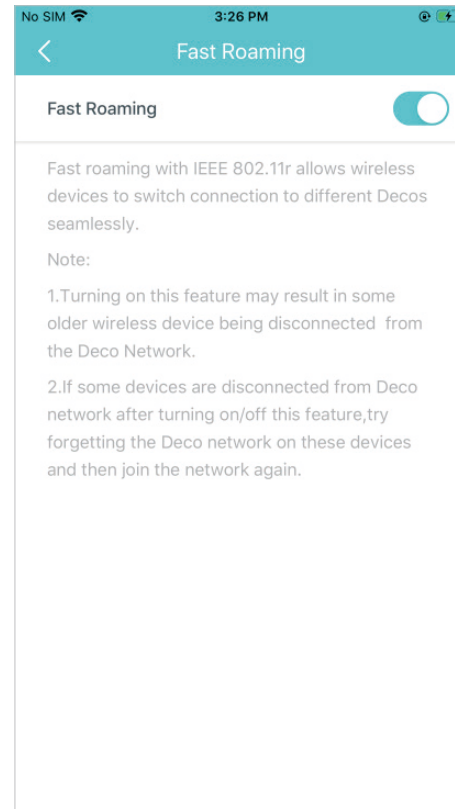 No SIM 3:26 PM
Fast Roaming
Fast Roaming
Fast roaming with IEEE 802.11r allows wireless
devices to switch connection to different Decos
seamlessly.
Note:
1.Turning on this feature may result in some
older wireless device being disconnected  from
the Deco Network.
2.If some devices are disconnected from Deco
network after turning on/off this feature,try
forgetting the Deco network on these devices
and then join the network again.